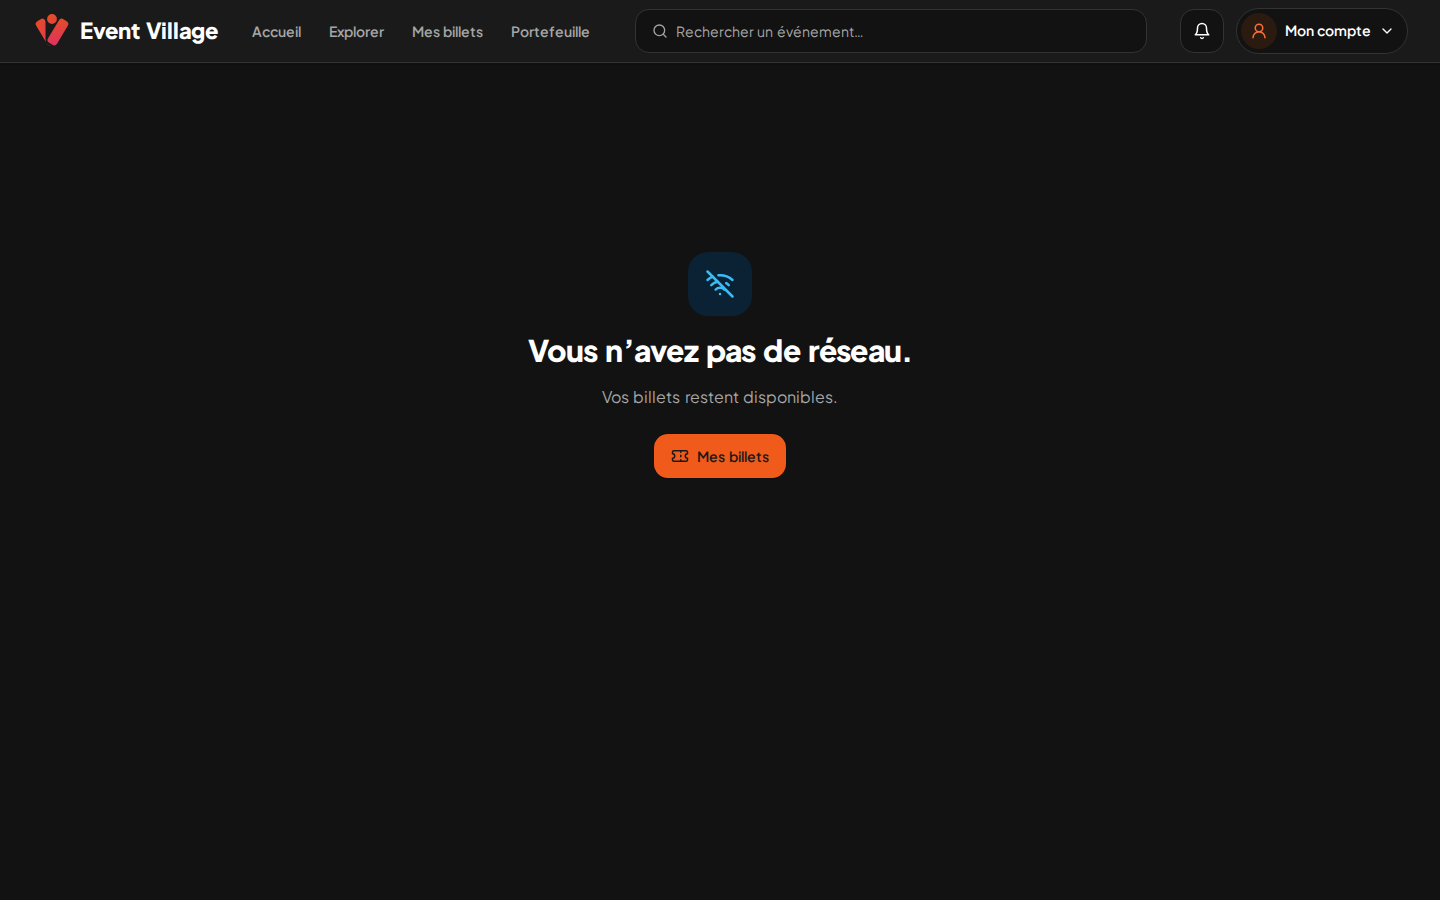 Event Village
Accueil
Explorer
Mes billets
Portefeuille
Rechercher un événement…
Mon compte
Vous n’avez pas de réseau.
Vos billets restent disponibles.
Mes billets